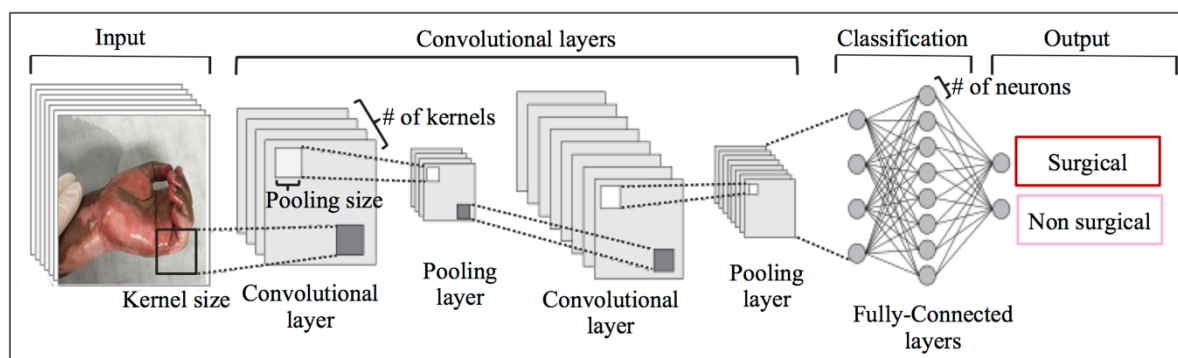 Input
Convolutional layers
Classification
Output
# of kernels
# of neurons
Pooling size
Surgical
Non surgical
Kernel size
Convolutional
layer
Pooling
layer
Convolutional
layer
Pooling
layer
Fully-Connected
layers